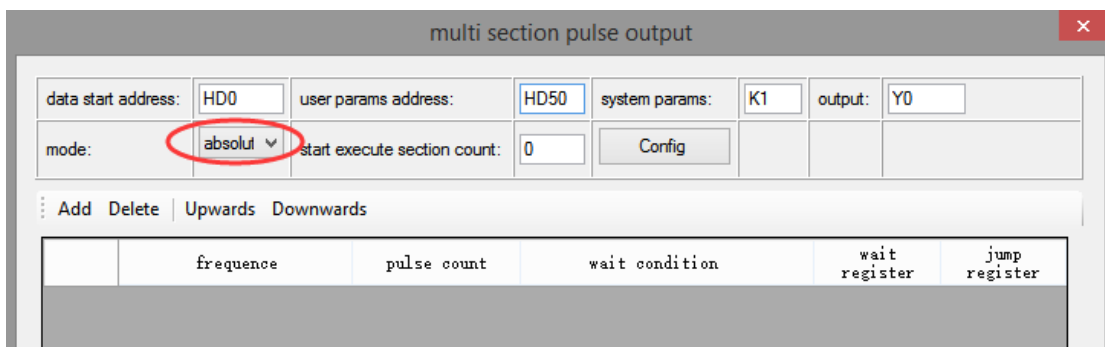 multi section pulse output
data start address: HD0 user params address: HD50 system params: K1 output: Y0
mode: absolut start execute section count: 0 Config
Add Delete Upwards Downwards
frequence pulse count wait condition wait register jump register